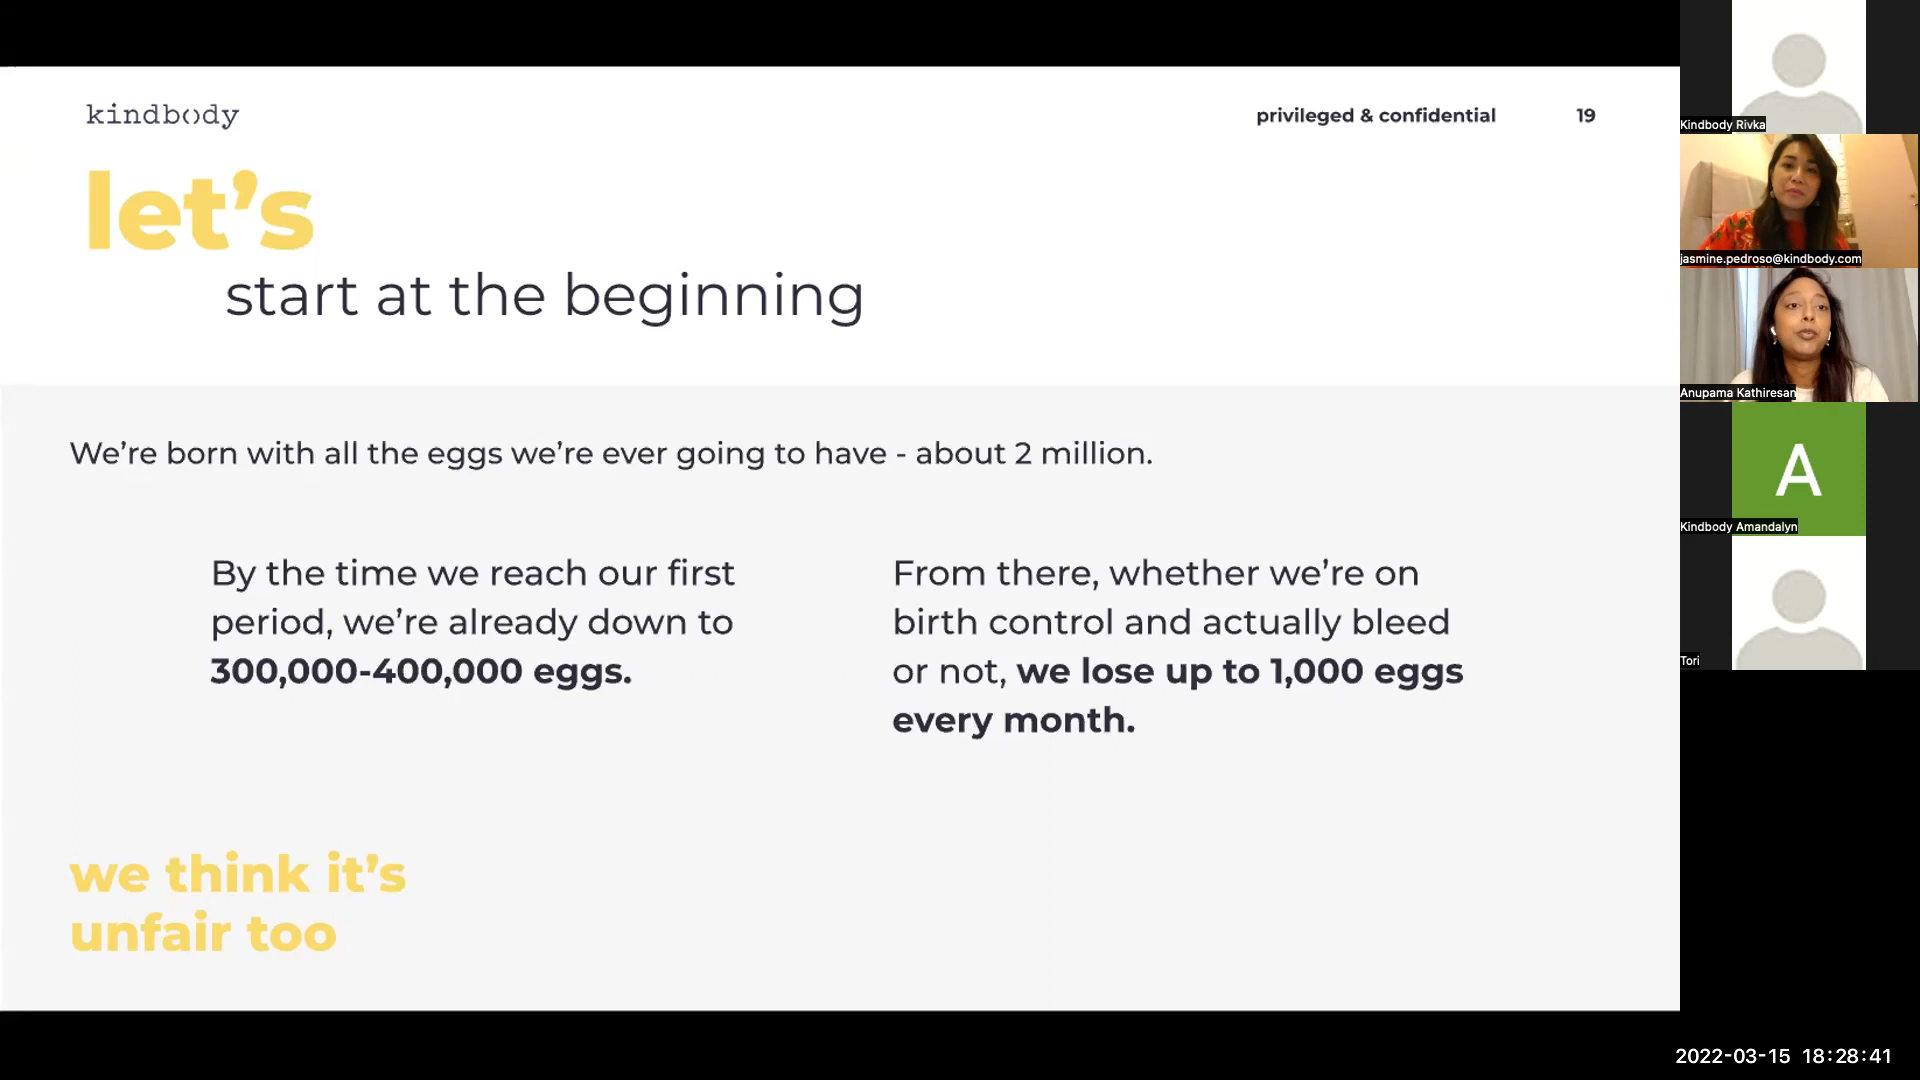 kindbody
privileged & confidential 19
let's
start at the beginning
We're born with all the eggs we're ever going to have - about 2 million.
By the time we reach our first
period, we're already down to
300,000-400,000 eggs.
From there, whether we're on
birth control and actually bleed
or not, we lose up to 1,000 eggs
every month.
we think it's
unfair too
Kindbody Rivka
jasmine.pedroso@kindbody.com
Anupama Kathiresan
A
Kindbody Amandalyn
Tori
2022-03-15 18:28:41